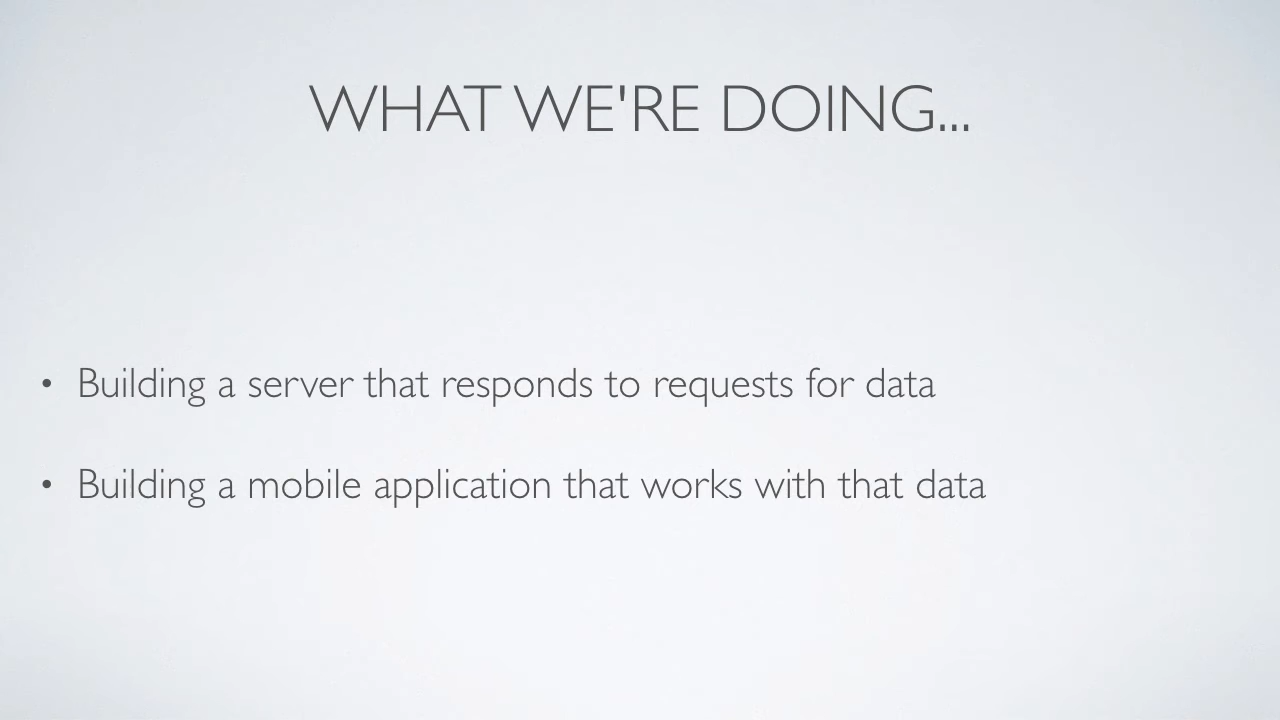 WHAT WE'RE DOING...
• Building a server that responds to requests for data
• Building a mobile application that works with that data